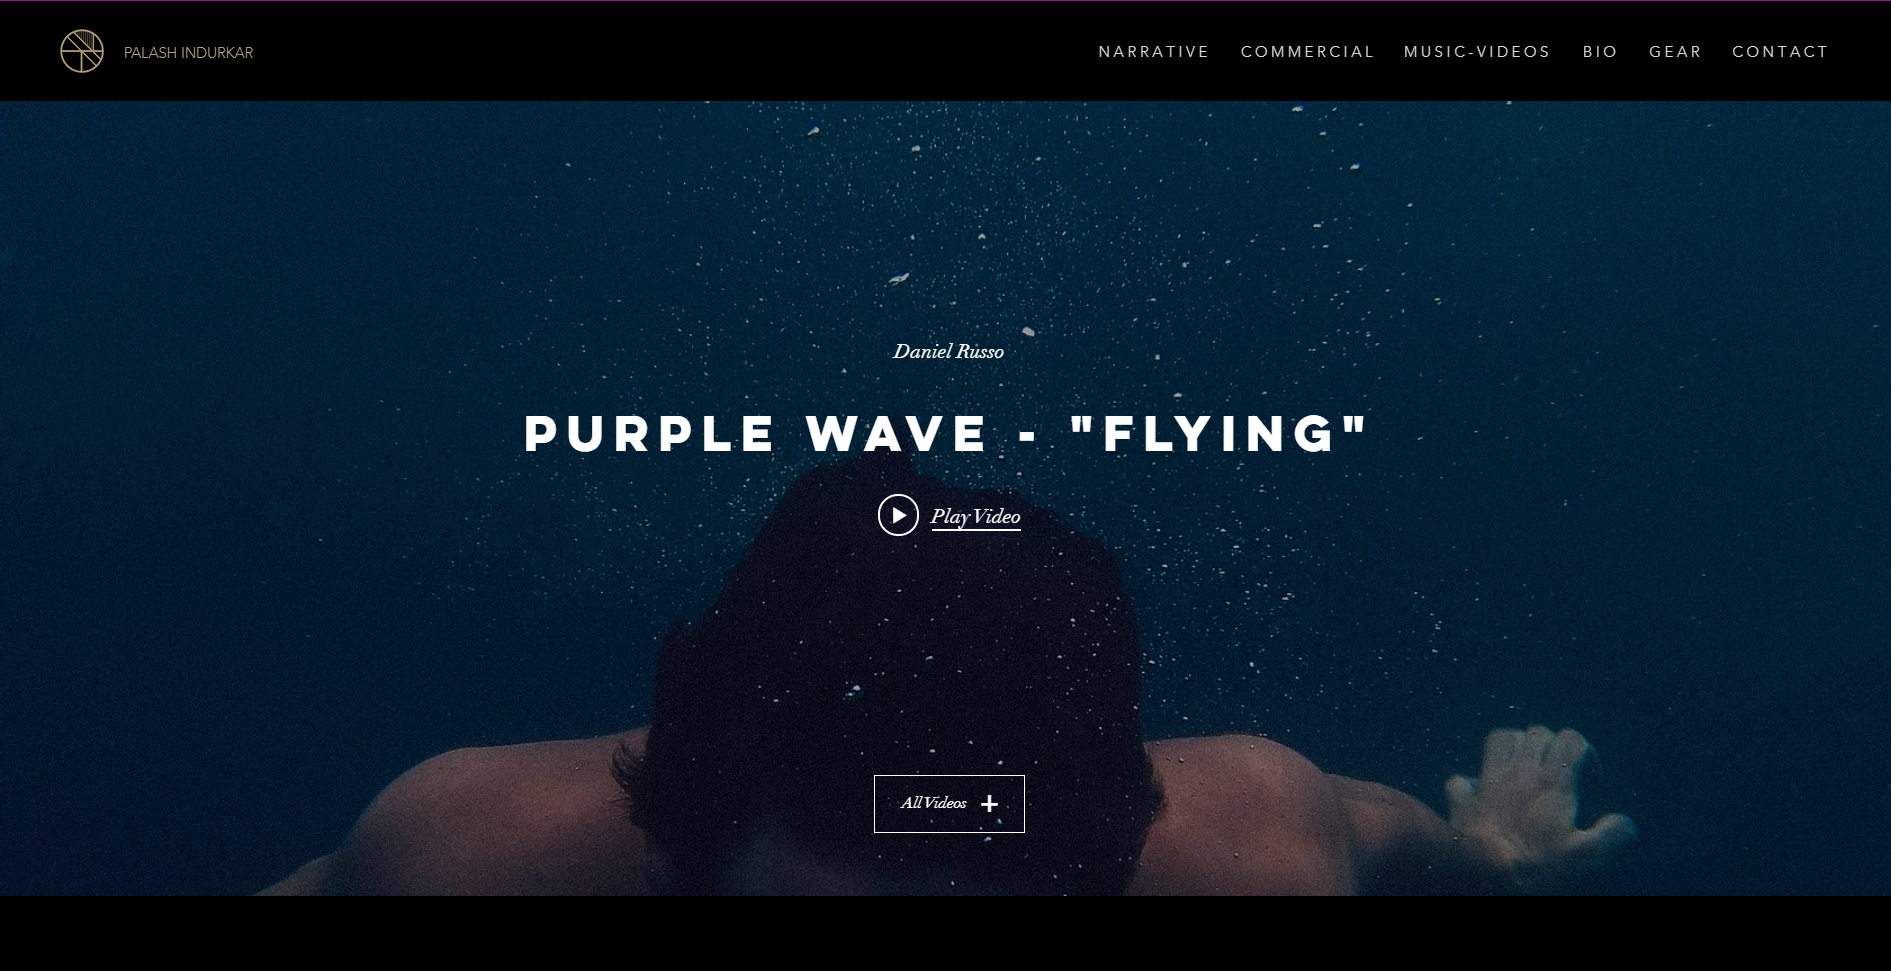 PALASH INDURKAR
NARRATIVE COMMERCIAL MUSIC-VIDEOS BIO GEAR CONTACT
Daniel Russo
PURPLE WAVE - "FLYING"
Play Video
All Videos